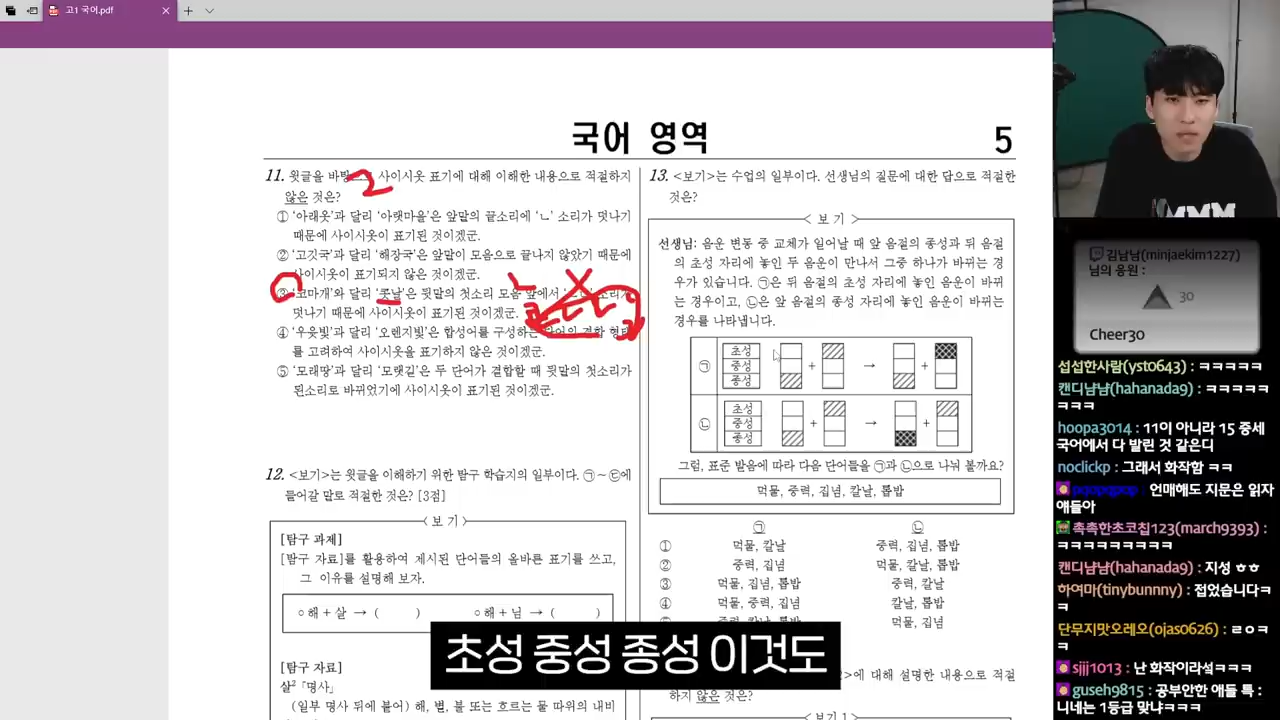 고1 국어.pdf
국어 영역
5
11. 윗글을 바탕으로 사이시옷 표기에 대해 이해한 내용으로 적절하지
않은 것은?
2
① '아래옷'과 달리 '아랫마을'은 앞말의 끝소리에 'ㄴ' 소리가 덧나기
때문에 사이시옷이 표기된 것이겠군.
② '고깃국'과 달리 '해장국'은 앞말이 모음으로 끝나지 않았기 때문에
사이시옷이 표기되지 않은 것이겠군.
③ '코마개'와 달리 '콧날'은 뒷말의 첫소리 모음 앞에서 'ㄴㄴ' 소리가
덧나기 때문에 사이시옷이 표기된 것이겠군.
④ '우윳빛'과 달리 '오렌지빛'은 합성어를 구성하는 단어의 결합 형태
를 고려하여 사이시옷을 표기하지 않은 것이겠군.
⑤ '모래땅'과 달리 '모랫길'은 두 단어가 결합할 때 뒷말의 첫소리가
된소리로 바뀌었기에 사이시옷이 표기된 것이겠군.
12. <보기>는 윗글을 이해하기 위한 탐구 학습지의 일부이다. ㉠~㉢에
들어갈 말로 적절한 것은? [3점]
<보 기>
[탐구 과제]
[탐구 자료]를 활용하여 제시된 단어들의 올바른 표기를 쓰고,
그 이유를 설명해 보자.
○ 해 + 살 → ( ) ○ 해 + 님 → ( )
[탐구 자료]
살² 「명사」
(일부 명사 뒤에 붙어) 해, 볕, 불 또는 흐르는 물 따위의 내비
13. <보기>는 수업의 일부이다. 선생님의 질문에 대한 답으로 적절한
것은?
<보 기>
선생님: 음운 변동 중 교체가 일어날 때 앞 음절의 종성과 뒤 음절
의 초성 자리에 놓인 두 음운이 만나서 그중 하나가 바뀌는 경
우가 있습니다. ㉠은 뒤 음절의 초성 자리에 놓인 음운이 바뀌
는 경우이고, ㉡은 앞 음절의 종성 자리에 놓인 음운이 바뀌는
경우를 나타냅니다.
㉠ 초성 중성 종성 + → +
㉡ 초성 중성 종성 + → +
그럼, 표준 발음에 따라 다음 단어들을 ㉠과 ㉡으로 나눠 볼까요?
먹물, 중력, 집념, 칼날, 톱밥
㉠ ㉡
① 먹물, 칼날 중력, 집념, 톱밥
② 중력, 집념 먹물, 칼날, 톱밥
③ 먹물, 집념, 톱밥 중력, 칼날
④ 먹물, 중력, 집념 칼날, 톱밥
먹물, 집념
>에 대해 설명한 내용으로 적절
하지 않은 것은?
<보기 1>
초성 중성 종성 이것도
김남남(minjaekim1227)
님의 응원 :
30
Cheer30
섭섭한사람(yst0643) : ㅋㅋㅋㅋㅋ
캔디냠냠(hahanada9) : ㅋㅋㅋㅋㅋ
ㅋㅋㅋ
hoopa3014 : 11이 아니라 15 중세
국어에서 다 발린 것 같은디
noclickp : 그래서 화작함 ㅋㅋ
popopqpop : 언매해도 지문은 읽자
얘들아
촉촉한초코칩123(march9393) :
ㅋㅋㅋㅋㅋㅋㅋㅋㅋ
캔디냠냠(hahanada9) : 지성 ㅎㅎ
하여마(tinybunnny) : 접었습니다ㅋ
ㅋ
단무지맛오레오(ojas0626) : ㄹㅇㅋ
ㅋ
sjjj1013 : 난 화작이라섴ㅋㅋㅋ
guseh9815 : 공부안한 애들 특 :
니네는 1등급 맞냐ㅋㅋㅋ